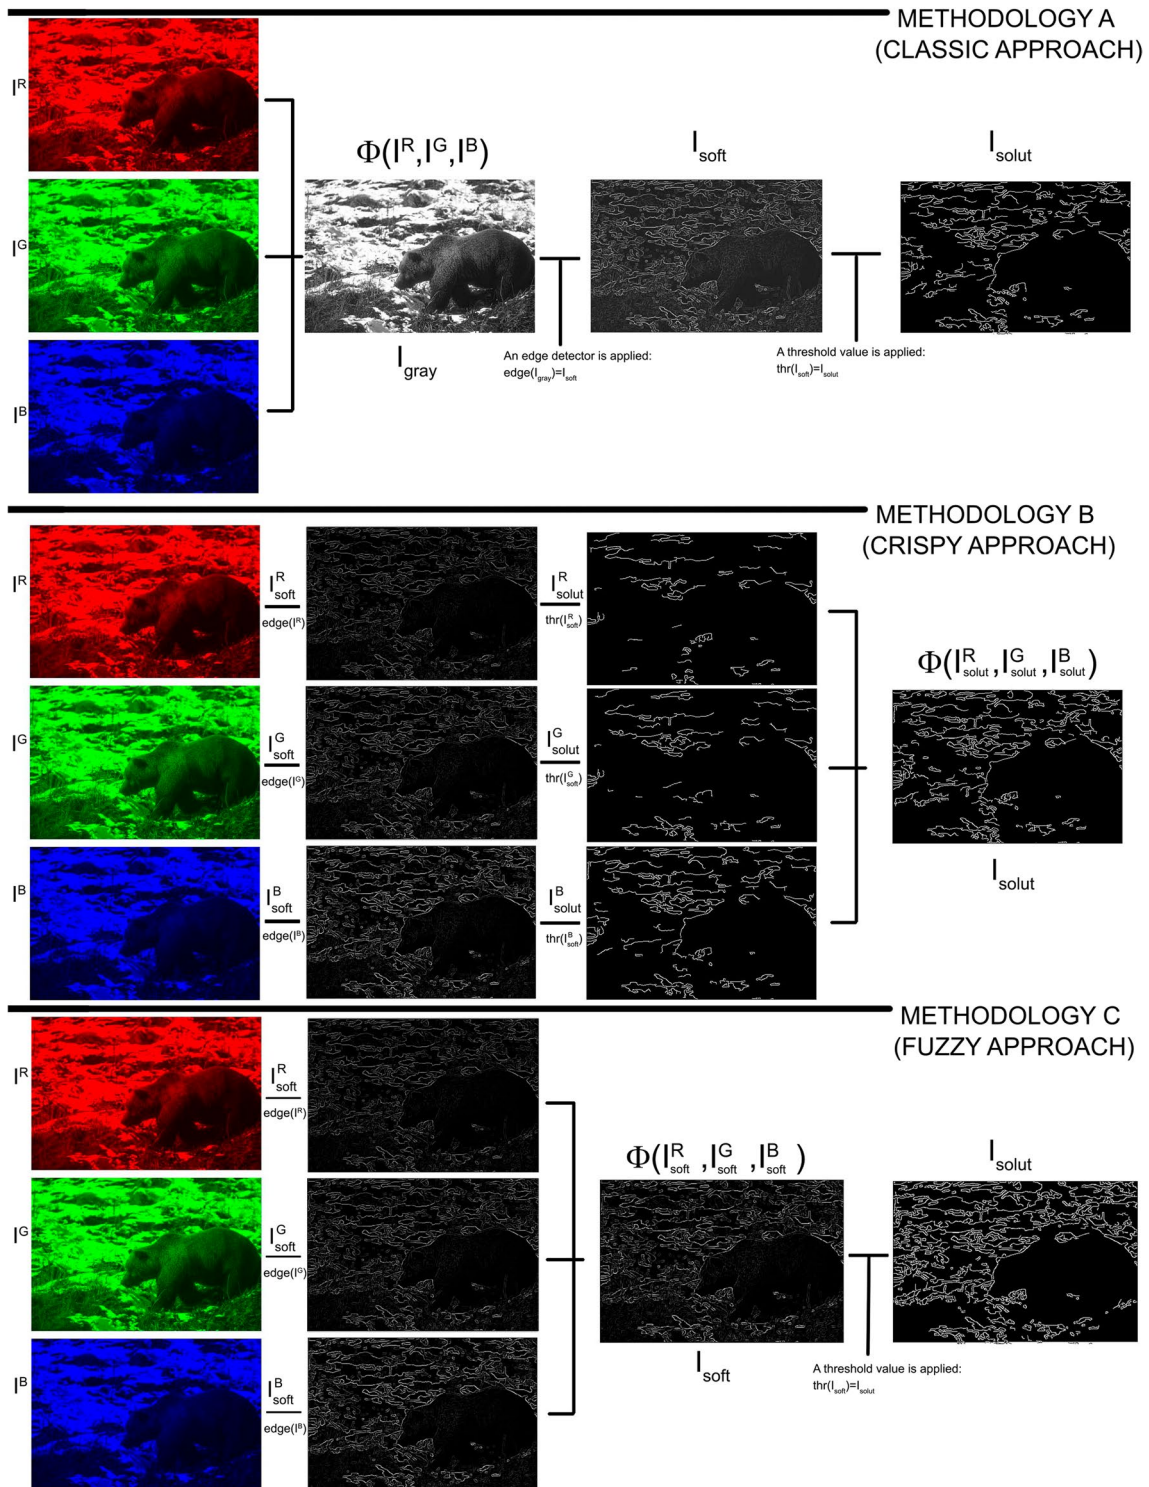 METHODOLOGY A
(CLASSIC APPROACH)
I^R
I^G
I^B
Φ(I^R,I^G,I^B)
I_gray
An edge detector is applied:
edge(I_gray)=I_soft
I_soft
A threshold value is applied:
thr(I_soft)=I_solut
I_solut
METHODOLOGY B
(CRISPY APPROACH)
I^R
I^R_soft
edge(I^R)
I^R_solut
thr(I^R_soft)
I^G
I^G_soft
edge(I^G)
I^G_solut
thr(I^G_soft)
I^B
I^B_soft
edge(I^B)
I^B_solut
thr(I^B_soft)
Φ(I^R_solut,I^G_solut,I^B_solut)
I_solut
METHODOLOGY C
(FUZZY APPROACH)
I^R
I^R_soft
edge(I^R)
I^G
I^G_soft
edge(I^G)
I^B
I^B_soft
edge(I^B)
Φ(I^R_soft ,I^G_soft ,I^B_soft )
I_soft
A threshold value is applied:
thr(I_soft)=I_solut
I_solut